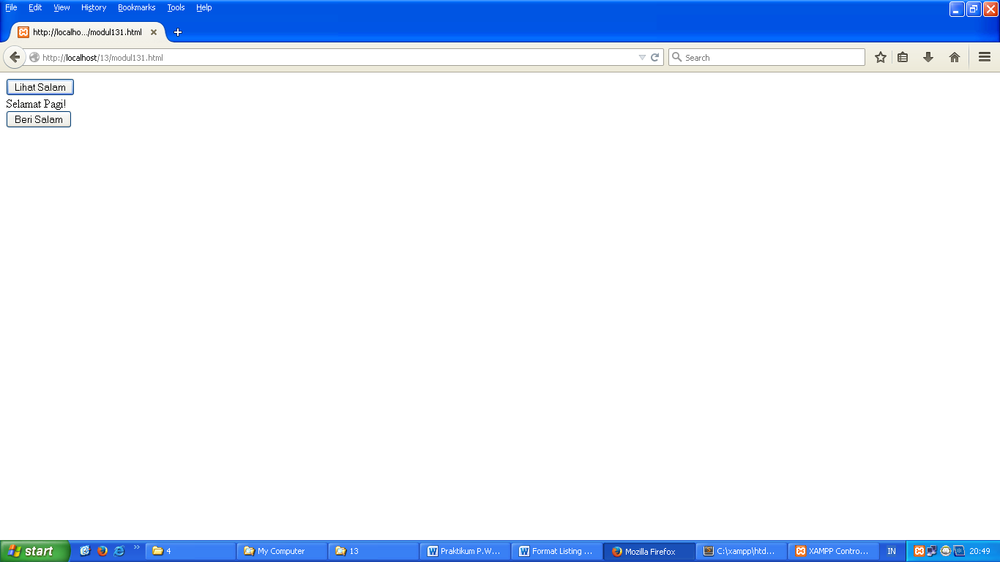 File Edit View History Bookmarks Tools Help
http://localho.../modul131.html
http://localhost/13/modul131.html
Search
Lihat Salam
Selamat Pagi!
Beri Salam
start
4
My Computer
13
Praktikum P.W...
Format Listing ...
Mozilla Firefox
C:\xampp\htd...
XAMPP Contro...
IN
20:49